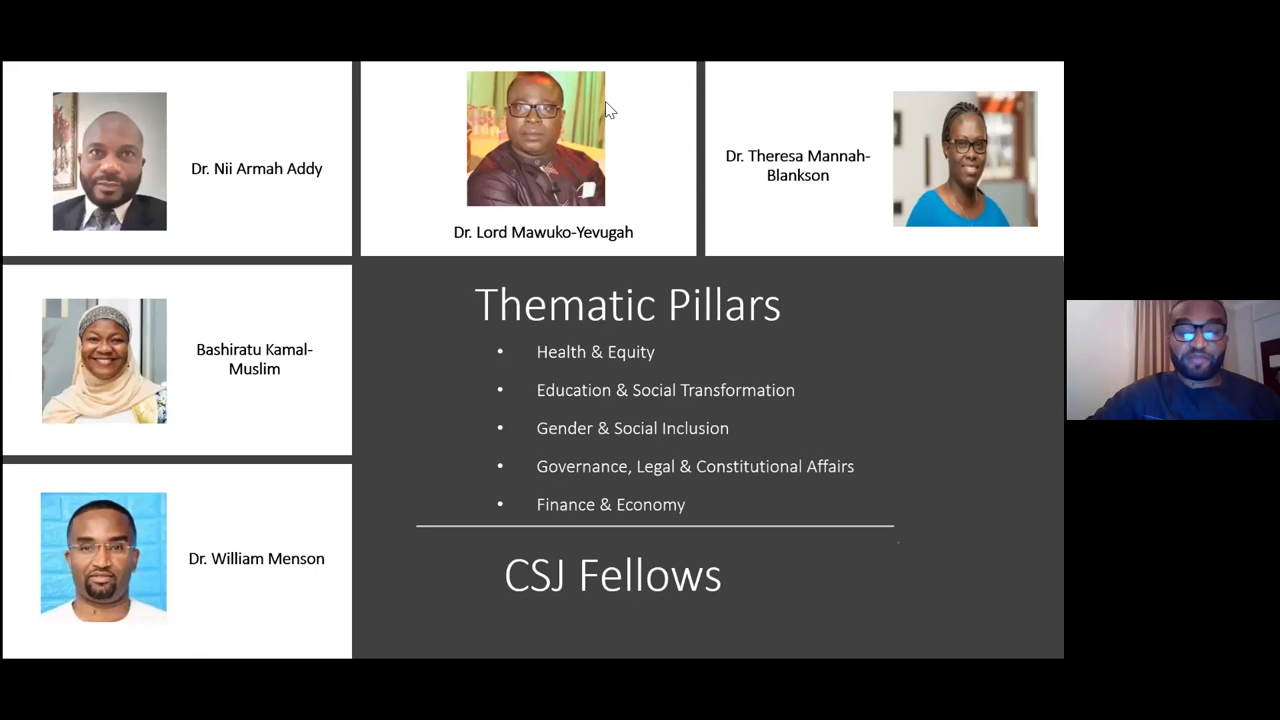 Dr. Nii Armah Addy
Dr. Lord Mawuko-Yevugah
Dr. Theresa Mannah-
Blankson
Bashiratu Kamal-
Muslim
Dr. William Menson
Thematic Pillars
• Health & Equity
• Education & Social Transformation
• Gender & Social Inclusion
• Governance, Legal & Constitutional Affairs
• Finance & Economy
CSJ Fellows